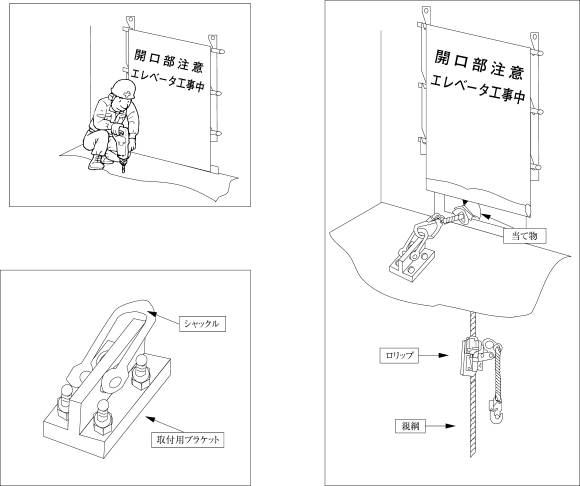 開口部注意
エレベータ工事中
開口部注意
エレベータ工事中
当て物
シャックル
取付用ブラケット
ロリップ
親綱